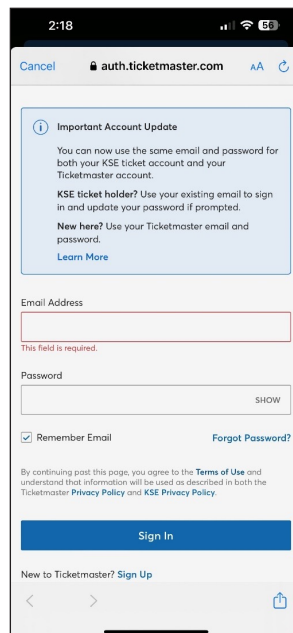 2:18
56
Cancel
auth.ticketmaster.com
AA
Important Account Update
You can now use the same email and password for
both your KSE ticket account and your
Ticketmaster account.
KSE ticket holder? Use your existing email to sign
in and update your password if prompted.
New here? Use your Ticketmaster email and
password.
Learn More
Email Address
This field is required.
Password
SHOW
Remember Email
Forgot Password?
By continuing past this page, you agree to the Terms of Use and
understand that information will be used as described in both the
Ticketmaster Privacy Policy and KSE Privacy Policy.
Sign In
New to Ticketmaster? Sign Up